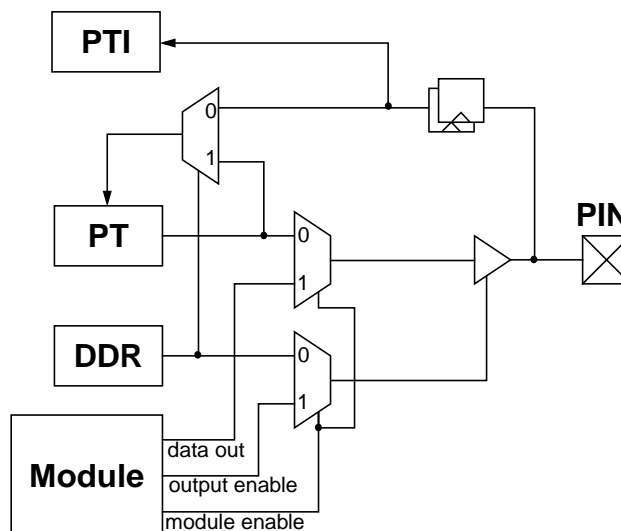 PTI
0
1
PT
PIN
0
1
DDR
0
1
data out
Module
output enable
module enable